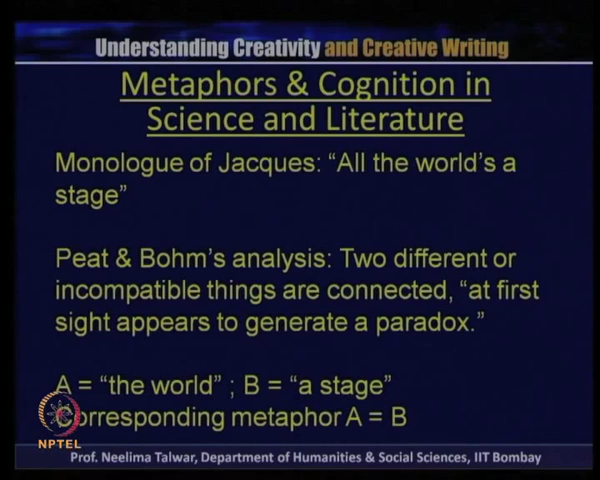 Understanding Creativity and Creative Writing
Metaphors & Cognition in
Science and Literature
Monologue of Jacques: "All the world's a
stage"
Peat & Bohm's analysis: Two different or
incompatible things are connected, "at first
sight appears to generate a paradox."
A = "the world" ; B = "a stage"
Corresponding metaphor A = B
NPTEL
Prof. Neelima Talwar, Department of Humanities & Social Sciences, IIT Bombay